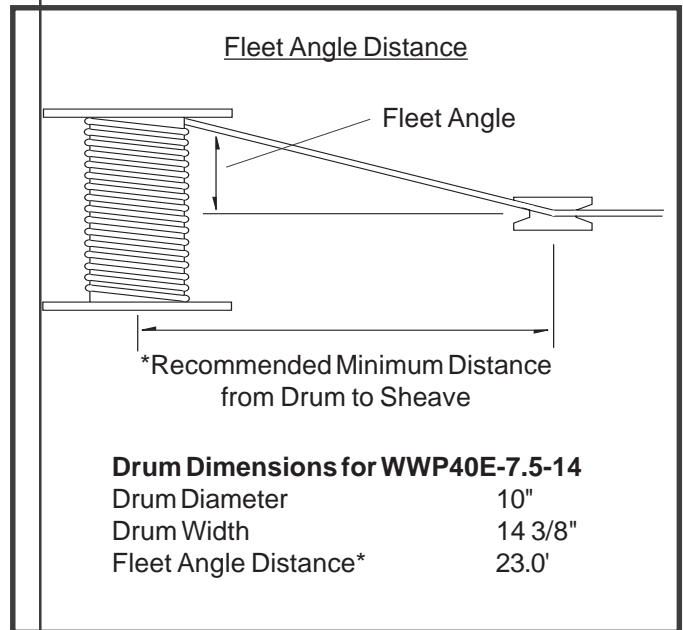 Fleet Angle Distance
Fleet Angle
*Recommended Minimum Distance
from Drum to Sheave
Drum Dimensions for WWP40E-7.5-14
Drum Diameter 10"
Drum Width 14 3/8"
Fleet Angle Distance* 23.0'